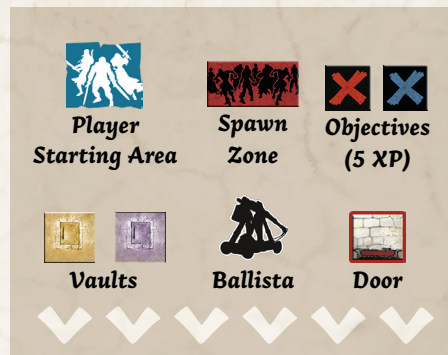 Player
Starting Area
Spawn
Zone
Objectives
(5 XP)
Vaults
Ballista
Door